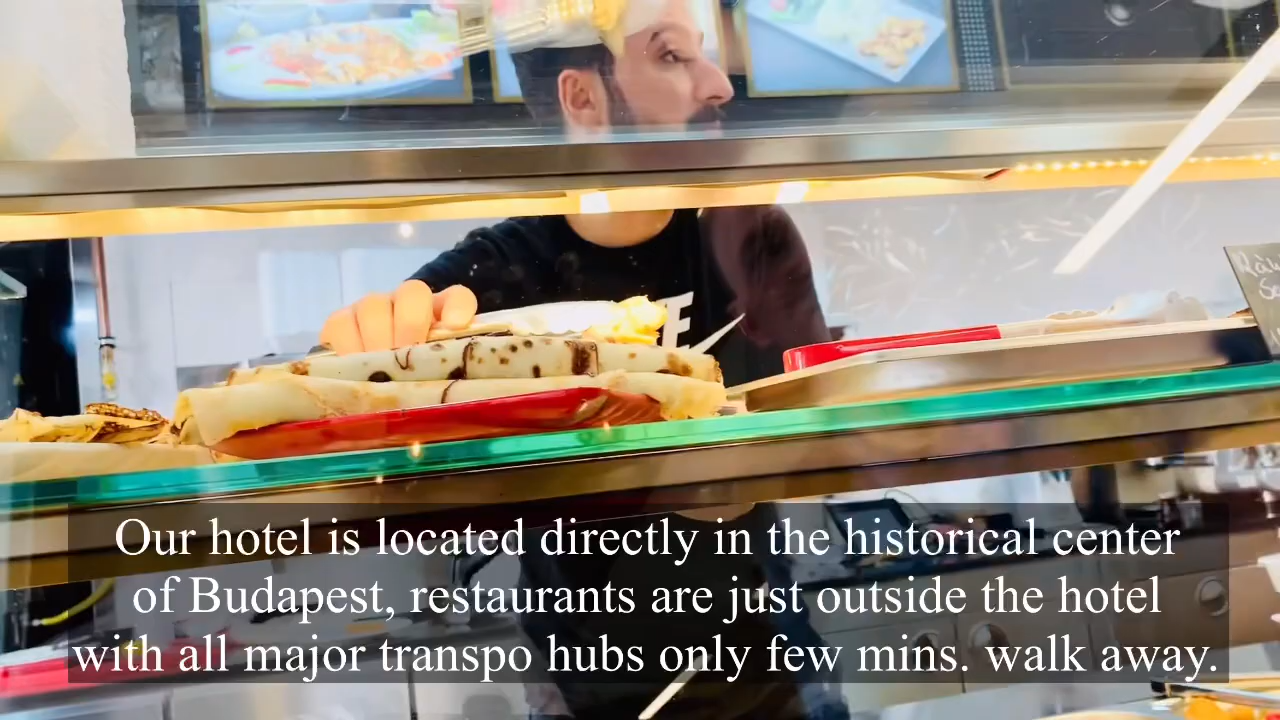 Our hotel is located directly in the historical center
of Budapest, restaurants are just outside the hotel
with all major transpo hubs only few mins. walk away.